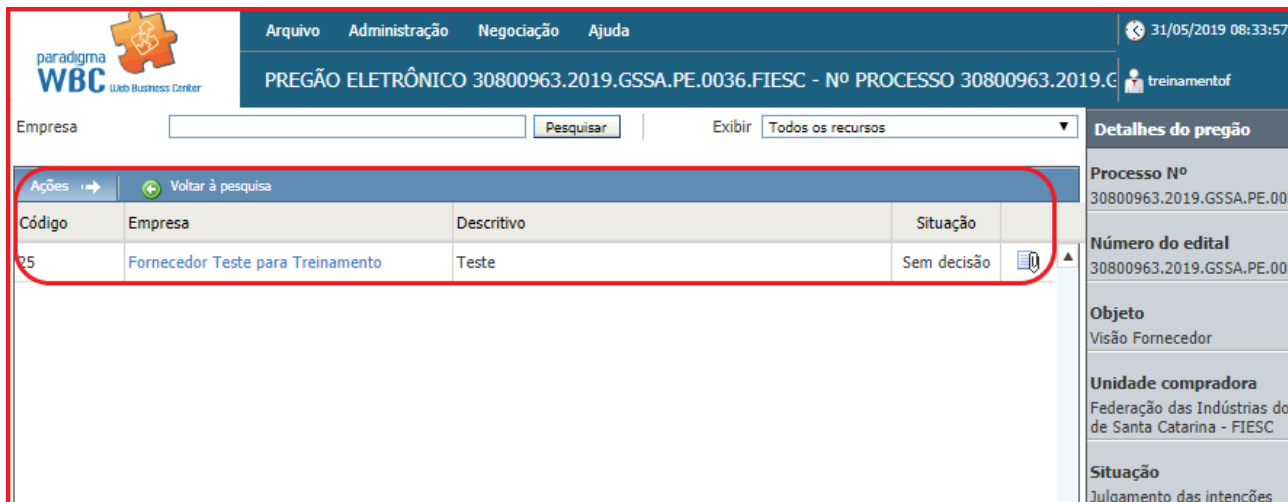 paradigma
WBC Web Business Center
Arquivo Administração Negociação Ajuda
31/05/2019 08:33:57
PREGÃO ELETRÔNICO 30800963.2019.GSSA.PE.0036.FIESC - Nº PROCESSO 30800963.2019.G
treinamentof
Empresa Pesquisar Exibir Todos os recursos
Ações Voltar à pesquisa
Código Empresa Descritivo Situação
25 Fornecedor Teste para Treinamento Teste Sem decisão
Detalhes do pregão
Processo Nº
30800963.2019.GSSA.PE.00
Número do edital
30800963.2019.GSSA.PE.00
Objeto
Visão Fornecedor
Unidade compradora
Federação das Indústrias do
de Santa Catarina - FIESC
Situação
Julgamento das intenções